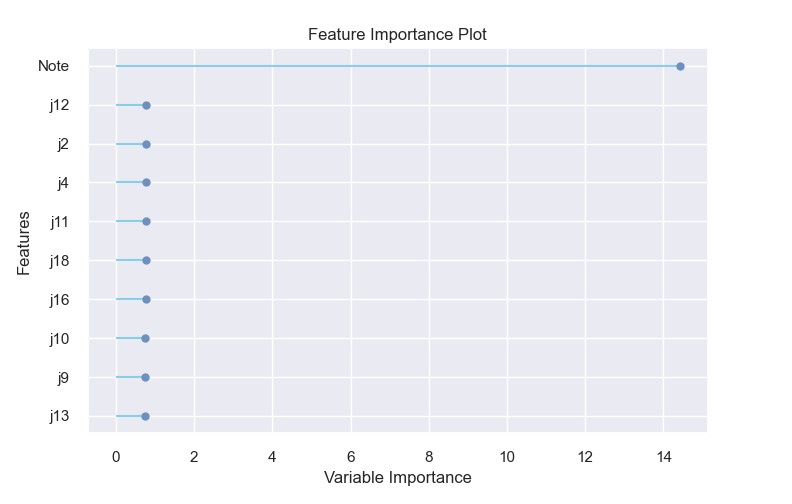 Feature Importance Plot
Note
j12
j2
j4
j11
j18
j16
j10
j9
j13
Features
0 2 4 6 8 10 12 14
Variable Importance